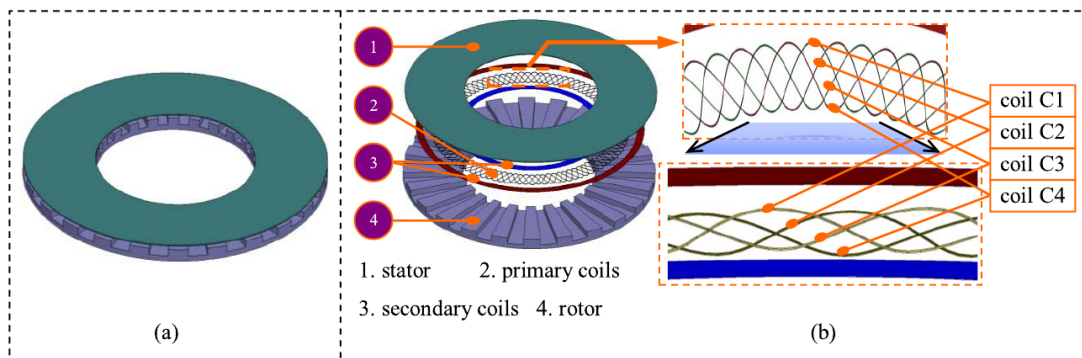 1
2
3
4
coil C1
coil C2
coil C3
coil C4
1. stator 2. primary coils
3. secondary coils 4. rotor
(a)
(b)